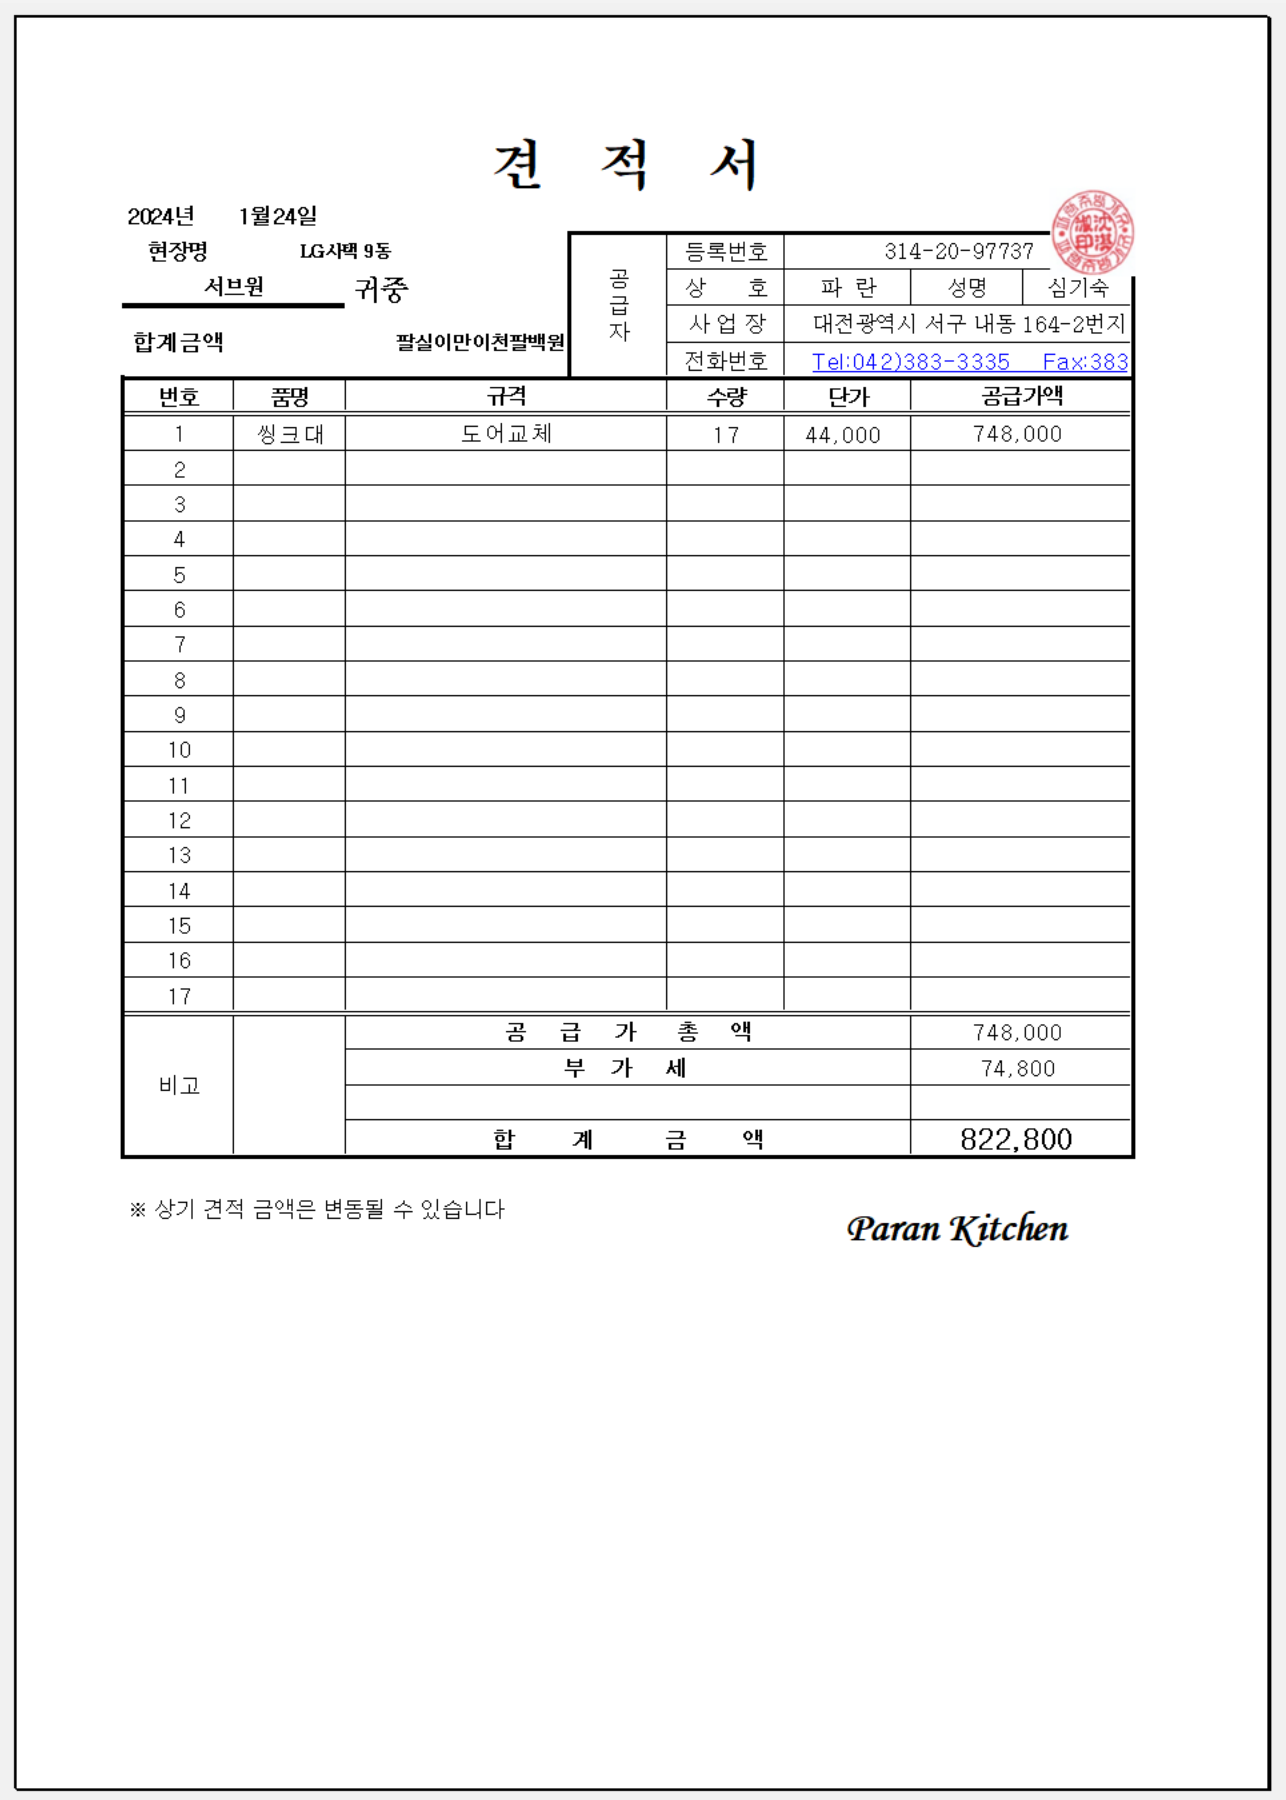 견 적 서
2024년 1월24일
현장명 LG사택 9동
서브원 귀중
합계금액 팔실이만이천팔백원
공급자
등록번호 314-20-97737
상 호 파 란 성명 심기숙
사 업 장 대전광역시 서구 내동 164-2번지
전화번호 Tel:042)383-3335 Fax:383
번호 품명 규격 수량 단가 공급가액
1 씽크대 도어교체 17 44,000 748,000
2
3
4
5
6
7
8
9
10
11
12
13
14
15
16
17
비고
공 급 가 총 액 748,000
부 가 세 74,800
합 계 금 액 822,800
※ 상기 견적 금액은 변동될 수 있습니다
Paran Kitchen